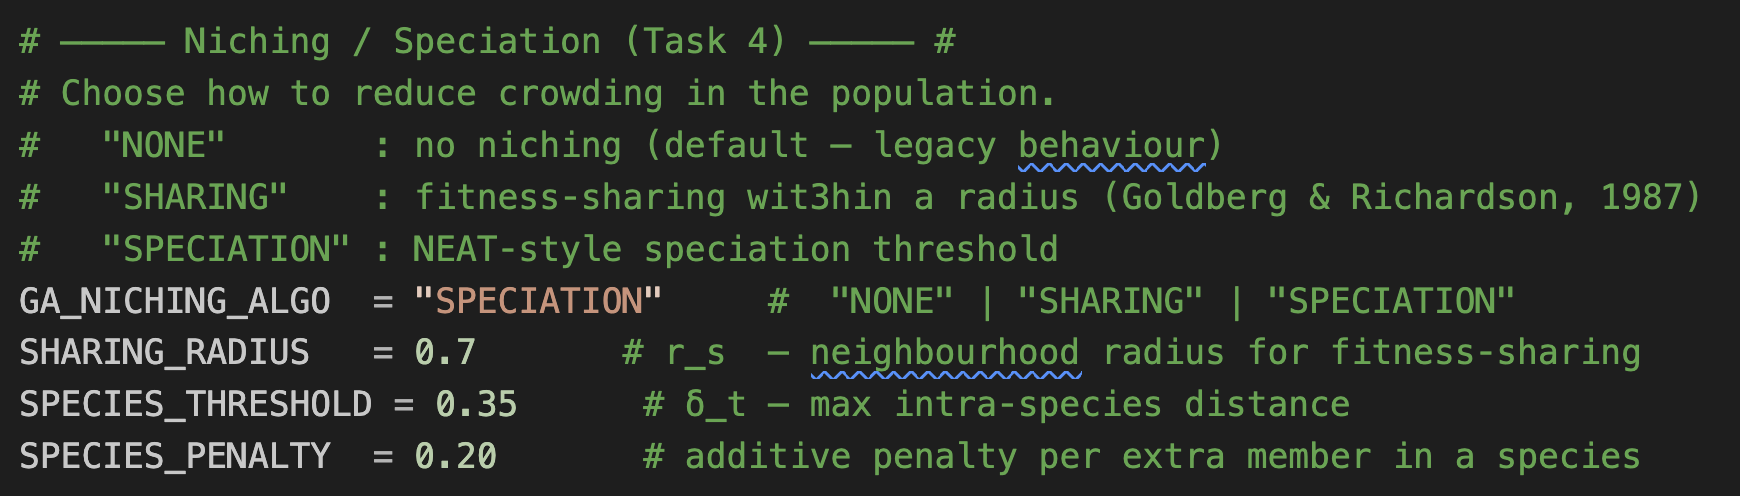 # ───── Niching / Speciation (Task 4) ───── #
# Choose how to reduce crowding in the population.
#   "NONE"       : no niching (default – legacy behaviour)
#   "SHARING"    : fitness-sharing wit3hin a radius (Goldberg & Richardson, 1987)
#   "SPECIATION" : NEAT-style speciation threshold
GA_NICHING_ALGO  = "SPECIATION"     #  "NONE" | "SHARING" | "SPECIATION"
SHARING_RADIUS   = 0.7       # r_s  – neighbourhood radius for fitness-sharing
SPECIES_THRESHOLD = 0.35      # δ_t – max intra-species distance
SPECIES_PENALTY  = 0.20       # additive penalty per extra member in a species